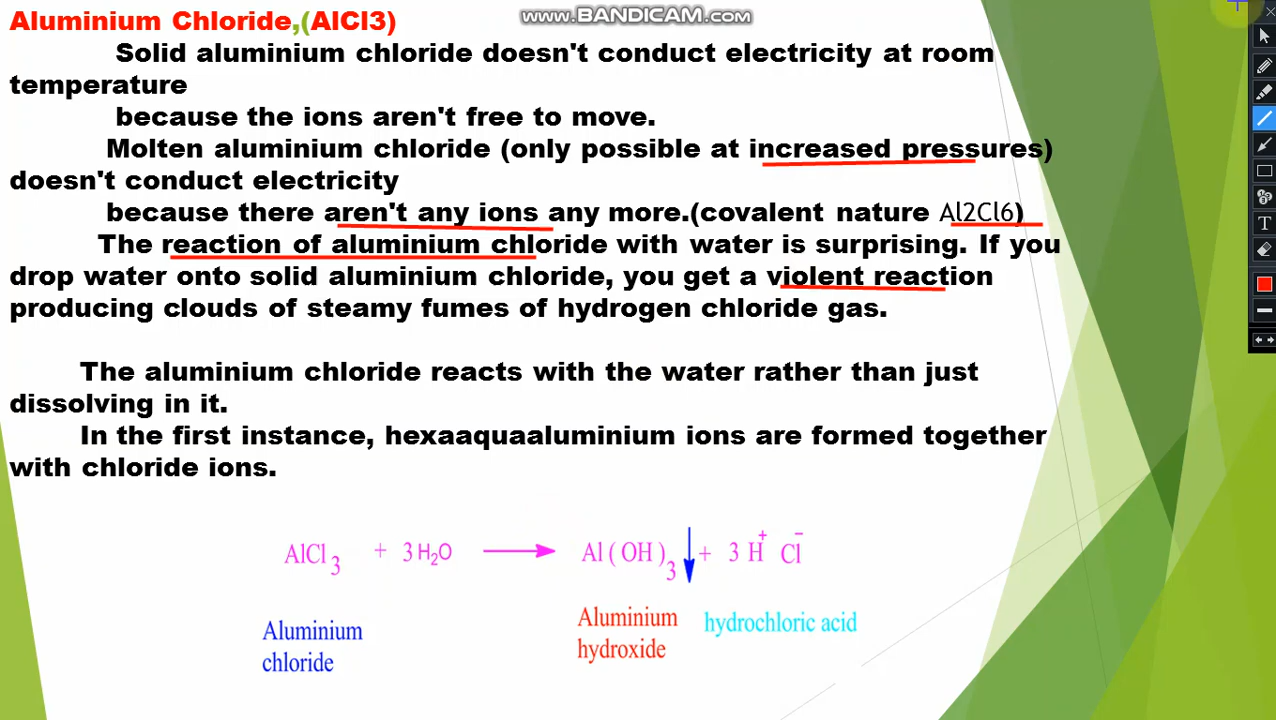 www.BANDICAM.com
Aluminium Chloride,(AlCl3)
Solid aluminium chloride doesn't conduct electricity at room
temperature
because the ions aren't free to move.
Molten aluminium chloride (only possible at increased pressures)
doesn't conduct electricity
because there aren't any ions any more.(covalent nature Al2Cl6)
The reaction of aluminium chloride with water is surprising. If you
drop water onto solid aluminium chloride, you get a violent reaction
producing clouds of steamy fumes of hydrogen chloride gas.
The aluminium chloride reacts with the water rather than just
dissolving in it.
In the first instance, hexaaquaaluminium ions are formed together
with chloride ions.
AlCl3 + 3 H2O → Al ( OH )3 ↓ + 3 H+ Cl−
Aluminium
chloride
Aluminium
hydroxide
hydrochloric acid